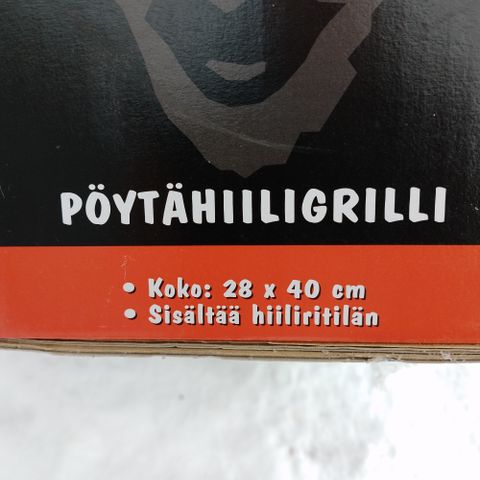 PÖYTÄHIILIGRILLI
• Koko: 28 x 40 cm
• Sisältää hiiliritilän